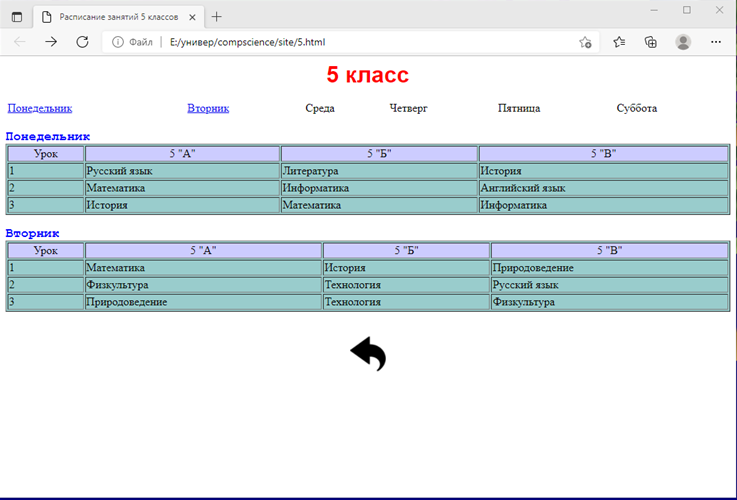 Расписание занятий 5 классов
Файл E:/универ/compscience/site/5.html
5 класс
Понедельник Вторник Среда Четверг Пятница Суббота
Понедельник
Урок 5 "А" 5 "Б" 5 "В"
1 Русский язык Литература История
2 Математика Информатика Английский язык
3 История Математика Информатика
Вторник
Урок 5 "А" 5 "Б" 5 "В"
1 Математика История Природоведение
2 Физкультура Технология Русский язык
3 Природоведение Технология Физкультура